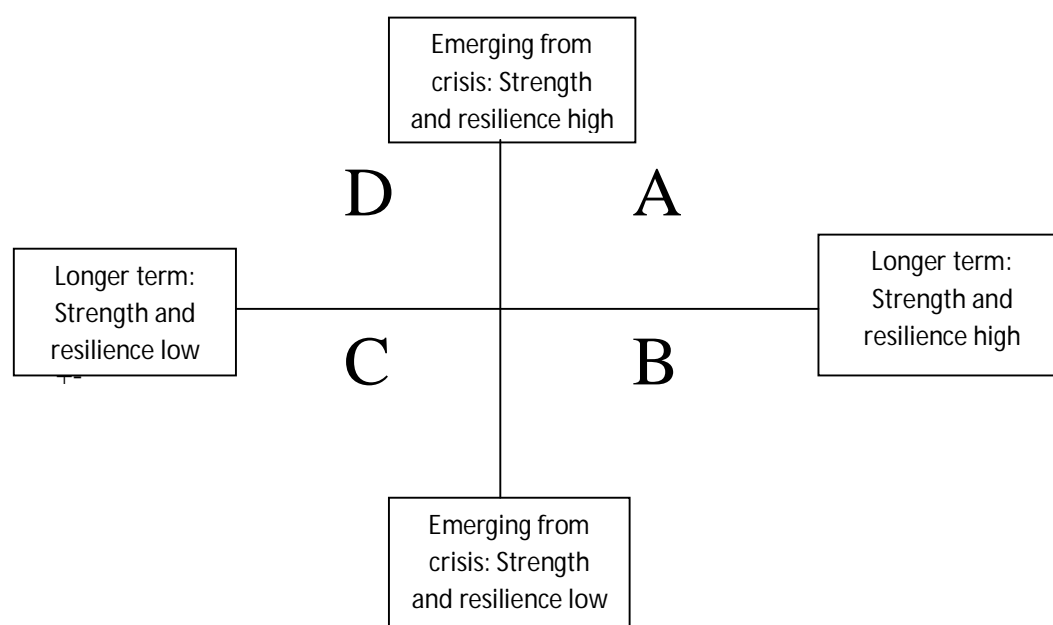 Emerging from
crisis: Strength
and resilience high
D
A
Longer term:
Strength and
resilience low
Longer term:
Strength and
resilience high
C
B
Emerging from
crisis: Strength
and resilience low